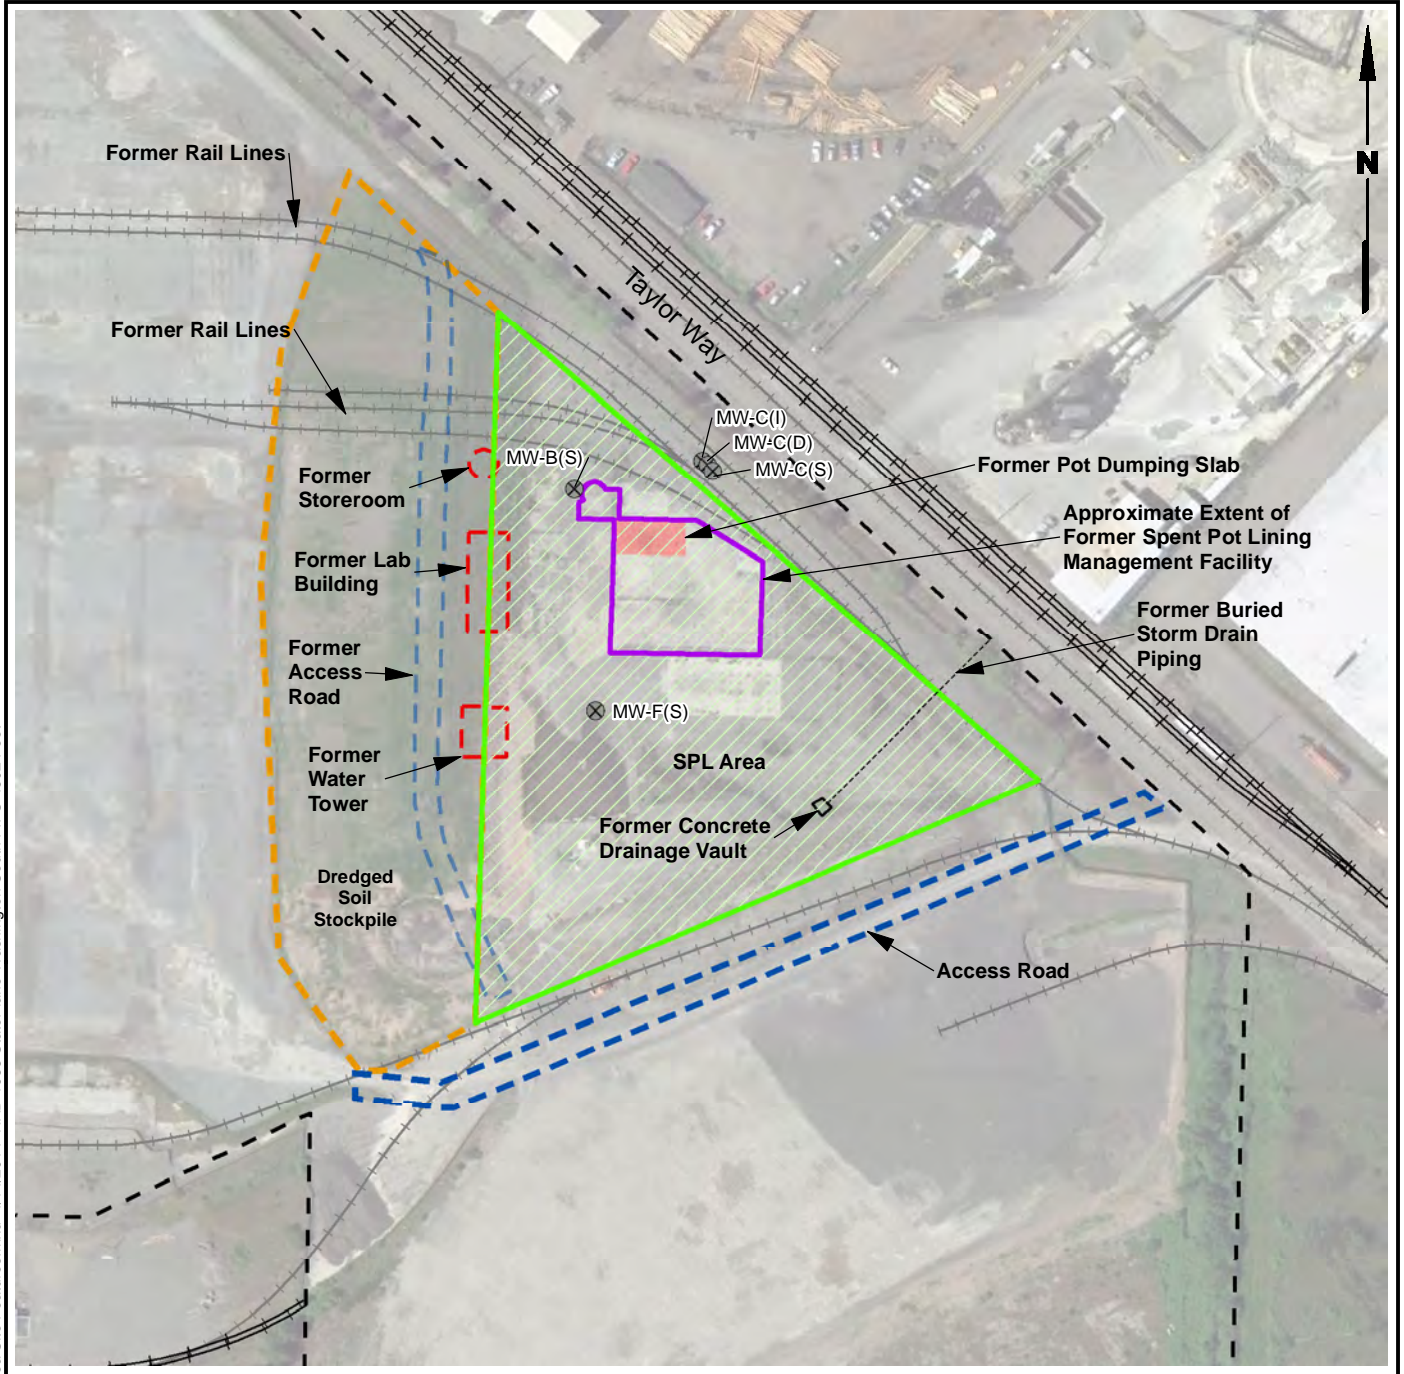 Former Rail Lines
N
Taylor Way
Former Rail Lines
MW-C(I)
MW-C(D)
MW-C(S)
MW-B(S)
Former Pot Dumping Slab
Former
Storeroom
Approximate Extent of
Former Spent Pot Lining
Management Facility
Former Lab
Building
Former Buried
Storm Drain
Piping
Former
Access
Road
MW-F(S)
Former
Water
Tower
SPL Area
Former Concrete
Drainage Vault
Dredged
Soil
Stockpile
Access Road